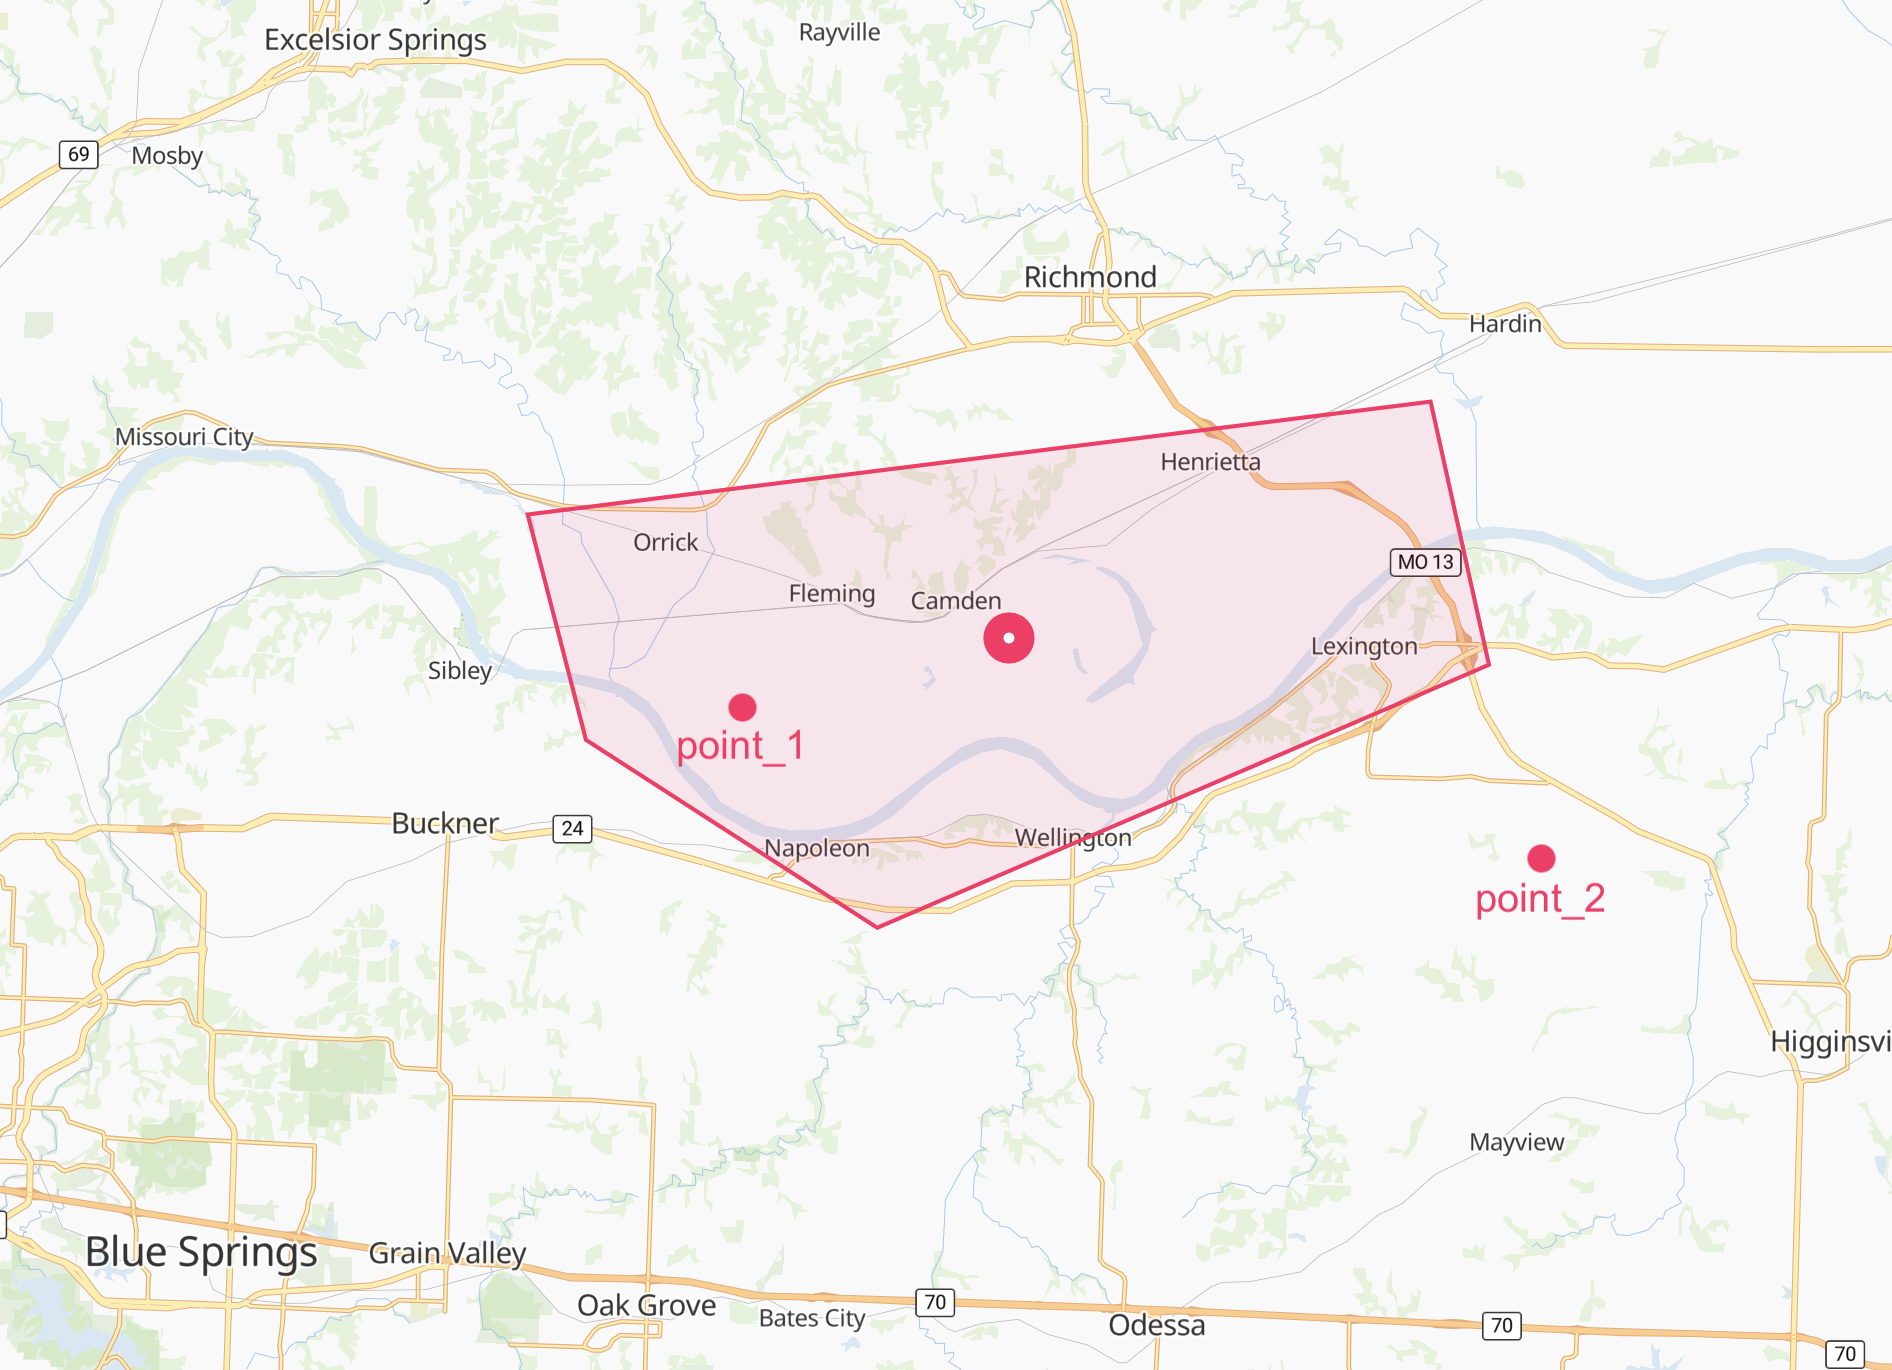 Excelsior Springs
Rayville
69
Mosby
Richmond
Hardin
Missouri City
Henrietta
Orrick
MO 13
Fleming
Camden
Lexington
Sibley
point_1
Buckner
24
Napoleon
Wellington
point_2
Higginsvi
Mayview
Blue Springs
Grain Valley
Oak Grove
Bates City
70
Odessa
70
70